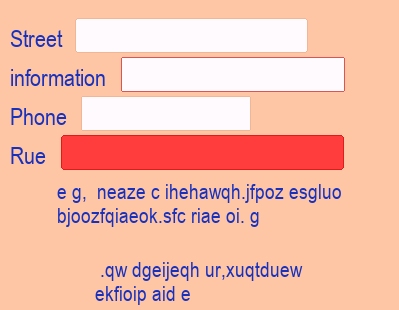 Street
information
Phone
Rue
e g,  neaze c ihehawqh.jfpoz esgluo
bjoozfqiaeok.sfc riae oi. g
.qw dgeijeqh ur,xuqtduew
ekfioip aid e